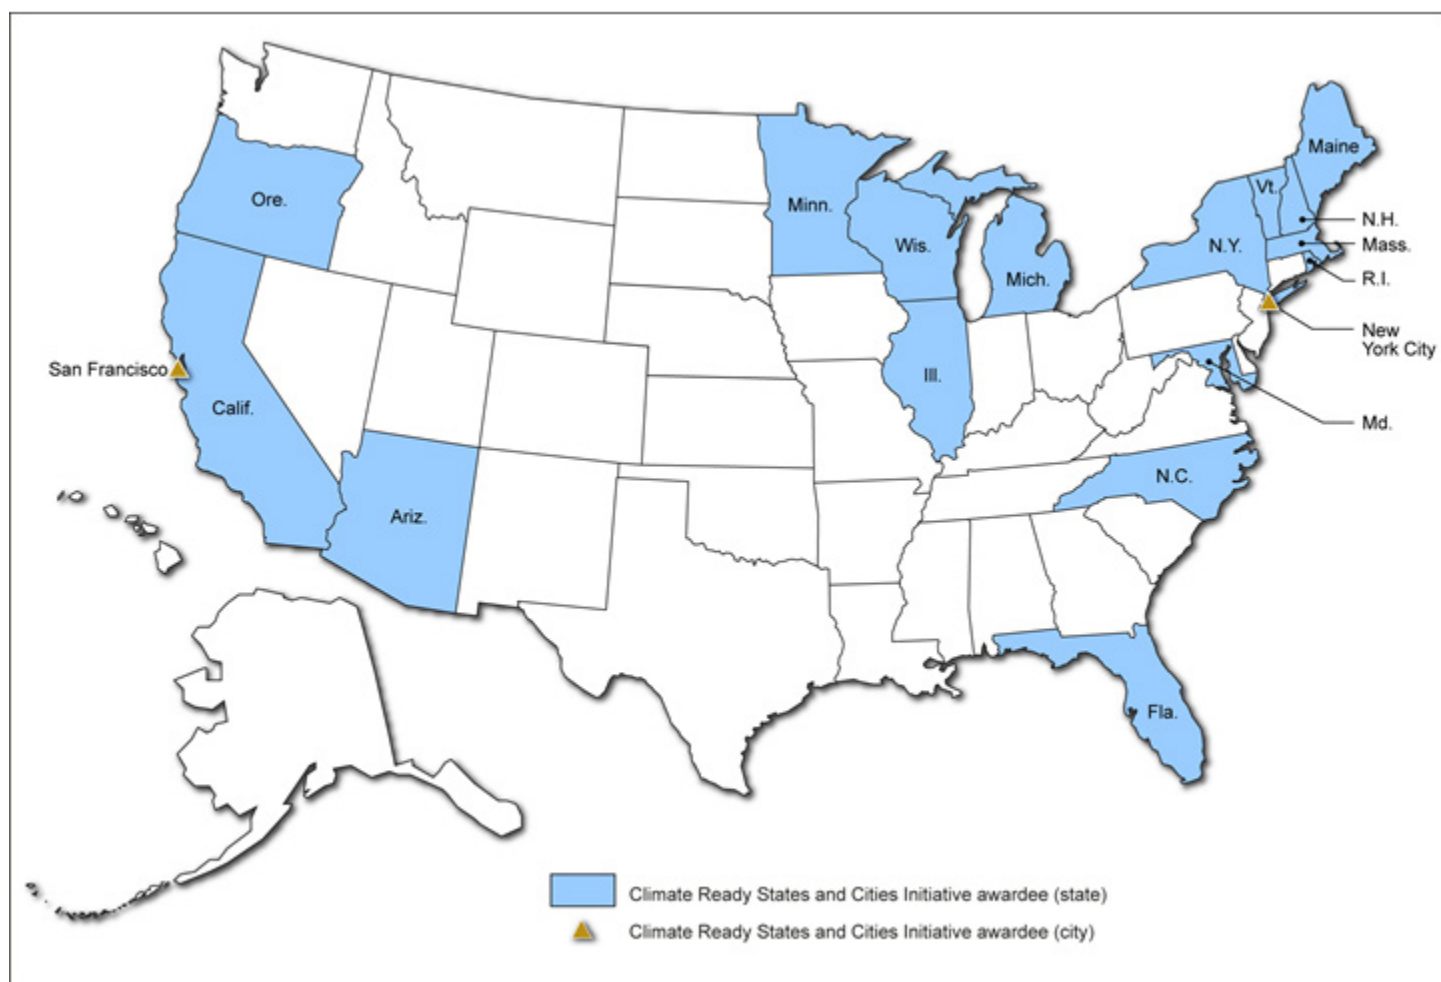 Maine
Vt.
Ore.
Minn.
N.H.
Wis.
N.Y.
Mass.
Mich.
R.I.
New
York City
San Francisco
Ill.
Calif.
Md.
N.C.
Ariz.
Fla.
Climate Ready States and Cities Initiative awardee (state)
Climate Ready States and Cities Initiative awardee (city)